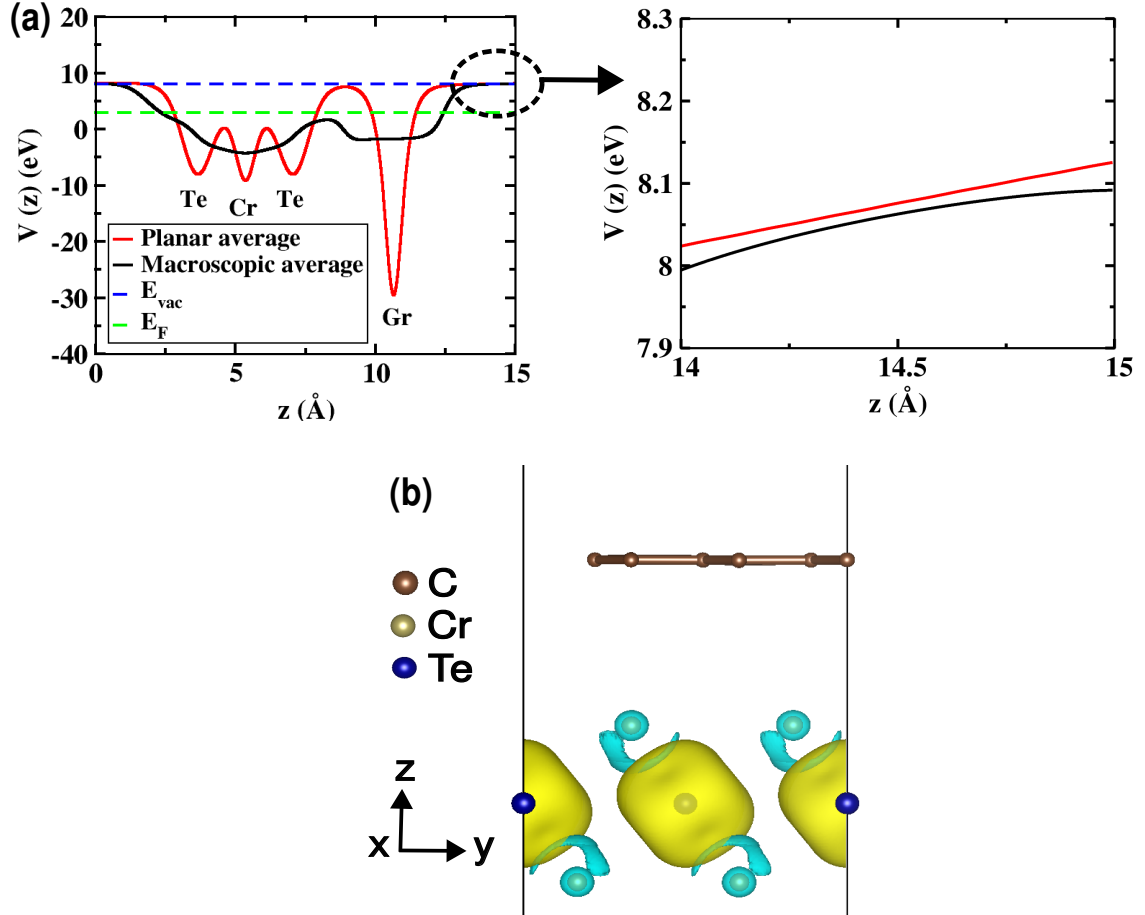 (a)
20
10
0
-10
-20
-30
-40
V (z) (eV)
Te
Cr
Te
Gr
Planar average
Macroscopic average
E_vac
E_F
0
5
10
15
z (Å)
8.3
8.2
8.1
8
7.9
V (z) (eV)
14
14.5
15
z (Å)
(b)
C
Cr
Te
z
x
y